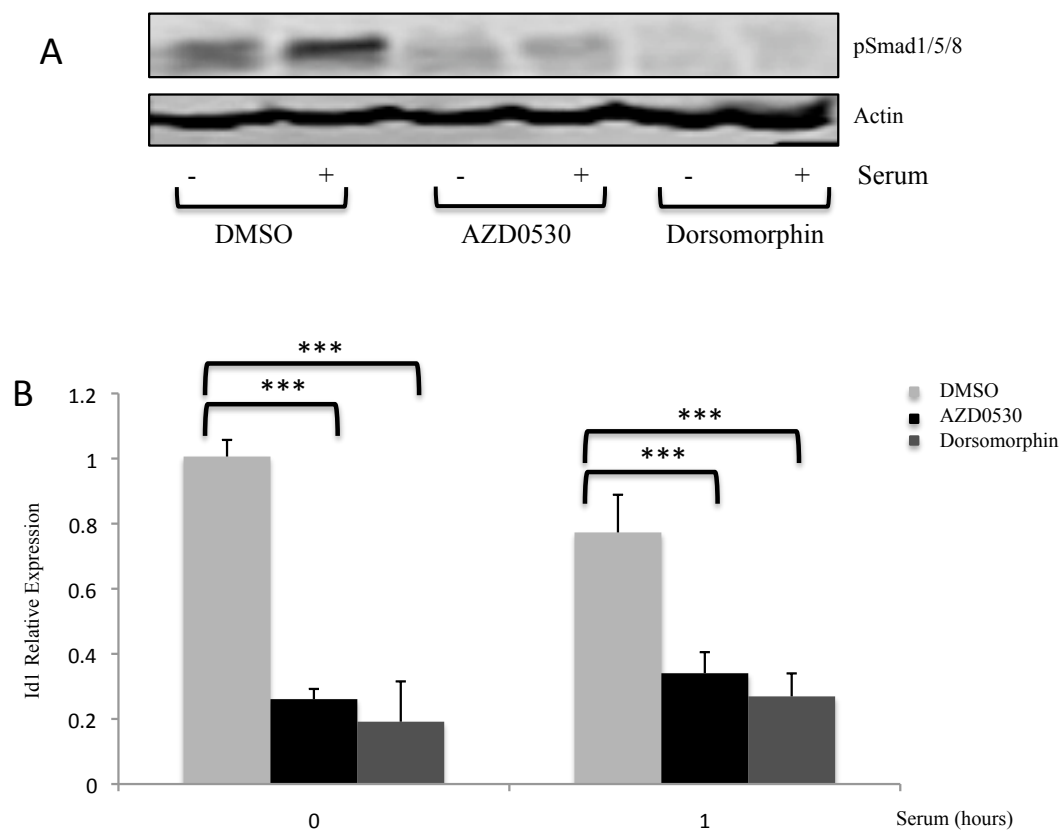 A
pSmad1/5/8
Actin
- + - + - + Serum
DMSO AZD0530 Dorsomorphin
B
***
***
***
***
DMSO
AZD0530
Dorsomorphin
Id1 Relative Expression
1.2
1
0.8
0.6
0.4
0.2
0
0 1 Serum (hours)